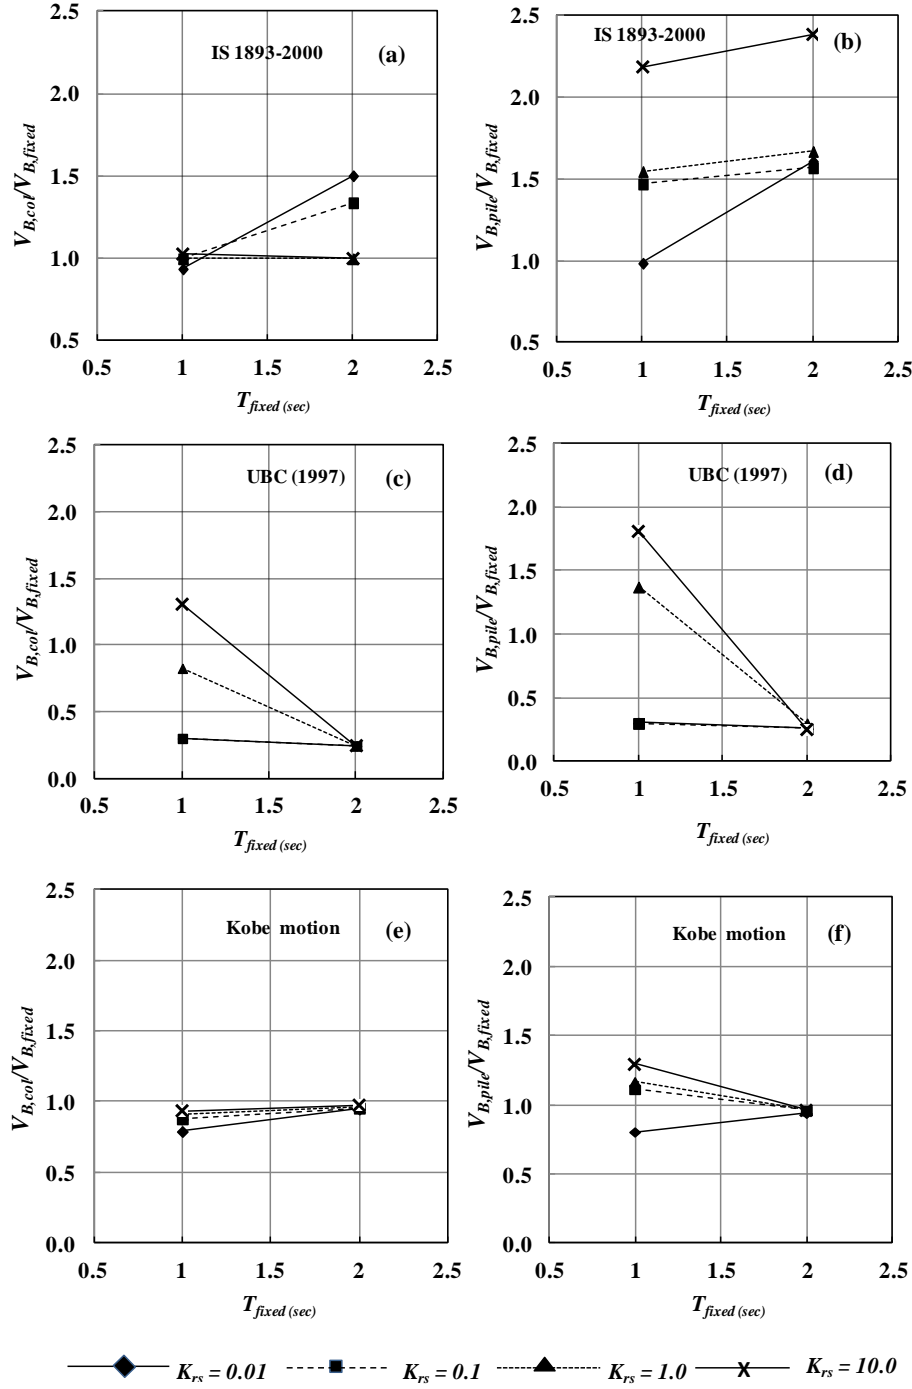 IS 1893-2000 (a)
V_B,col/V_B,fixed
2.5
2.0
1.5
1.0
0.5
0.5 1 1.5 2 2.5
T_fixed (sec)
IS 1893-2000 (b)
V_B,pile/V_B,fixed
2.5
2.0
1.5
1.0
0.5
0.5 1 1.5 2 2.5
T_fixed (sec)
UBC (1997) (c)
V_B,col/V_B,fixed
2.5
2.0
1.5
1.0
0.5
0.0
0.5 1 1.5 2 2.5
T_fixed (sec)
UBC (1997) (d)
V_B,pile/V_B,fixed
2.5
2.0
1.5
1.0
0.5
0.0
0.5 1 1.5 2 2.5
T_fixed (sec)
Kobe motion (e)
V_B,col/V_B,fixed
2.5
2.0
1.5
1.0
0.5
0.0
0.5 1 1.5 2 2.5
T_fixed (sec)
Kobe motion (f)
V_B,pile/V_B,fixed
2.5
2.0
1.5
1.0
0.5
0.0
0.5 1 1.5 2 2.5
T_fixed (sec)
K_rs = 0.01 K_rs = 0.1 K_rs = 1.0 K_rs = 10.0